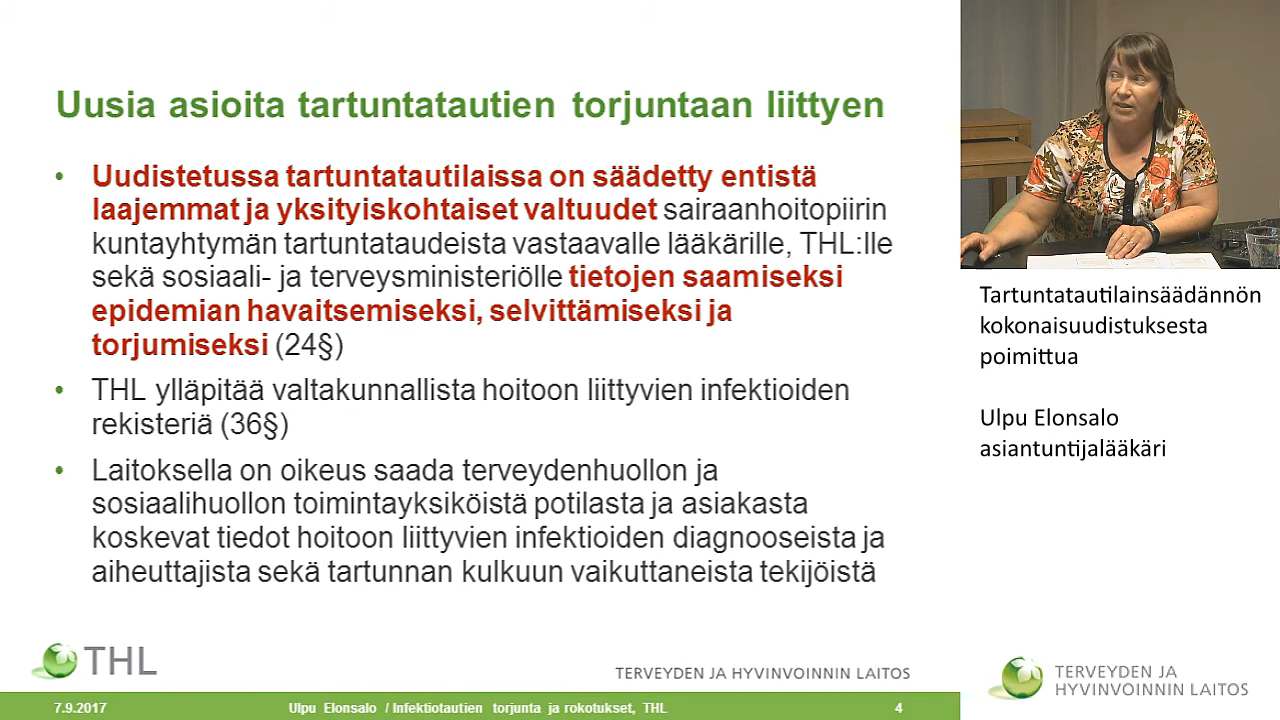 Uusia asioita tartuntatautien torjuntaan liittyen
• Uudistetussa tartuntatautilaissa on säädetty entistä
laajemmat ja yksityiskohtaiset valtuudet sairaanhoitopiirin
kuntayhtymän tartuntataudeista vastaavalle lääkärille, THL:lle
sekä sosiaali- ja terveysministeriölle tietojen saamiseksi
epidemian havaitsemiseksi, selvittämiseksi ja
torjumiseksi (24§)
• THL ylläpitää valtakunnallista hoitoon liittyvien infektioiden
rekisteriä (36§)
• Laitoksella on oikeus saada terveydenhuollon ja
sosiaalihuollon toimintayksiköistä potilasta ja asiakasta
koskevat tiedot hoitoon liittyvien infektioiden diagnooseista ja
aiheuttajista sekä tartunnan kulkuun vaikuttaneista tekijöistä
THL
TERVEYDEN JA HYVINVOINNIN LAITOS
7.9.2017 Ulpu Elonsalo / Infektiotautien torjunta ja rokotukset, THL 4
Tartuntatautilainsäädännön
kokonaisuudistuksesta
poimittua
Ulpu Elonsalo
asiantuntijalääkäri
TERVEYDEN JA
HYVINVOINNIN LAITOS